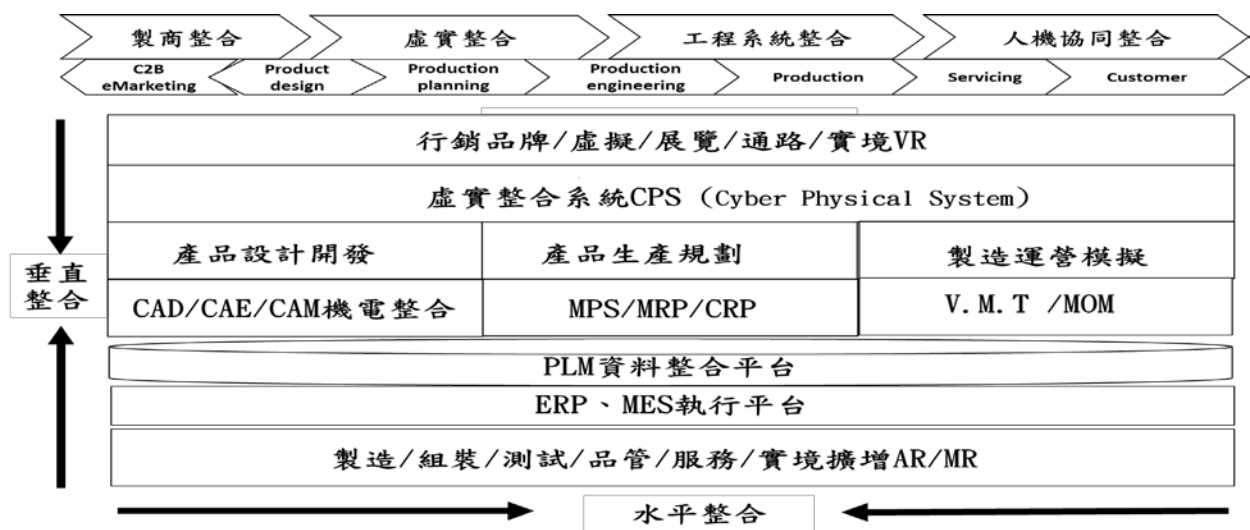 製商整合
虛實整合
工程系統整合
人機協同整合
C2B
eMarketing
Product
design
Production
planning
Production
engineering
Production
Servicing
Customer
行銷品牌/虛擬/展覽/通路/實境VR
虛實整合系統CPS (Cyber Physical System)
產品設計開發
產品生產規劃
製造運營模擬
垂直
整合
CAD/CAE/CAM機電整合
MPS/MRP/CRP
V.M.T /MOM
PLM資料整合平台
ERP、MES執行平台
製造/組裝/測試/品管/服務/實境擴增AR/MR
水平整合